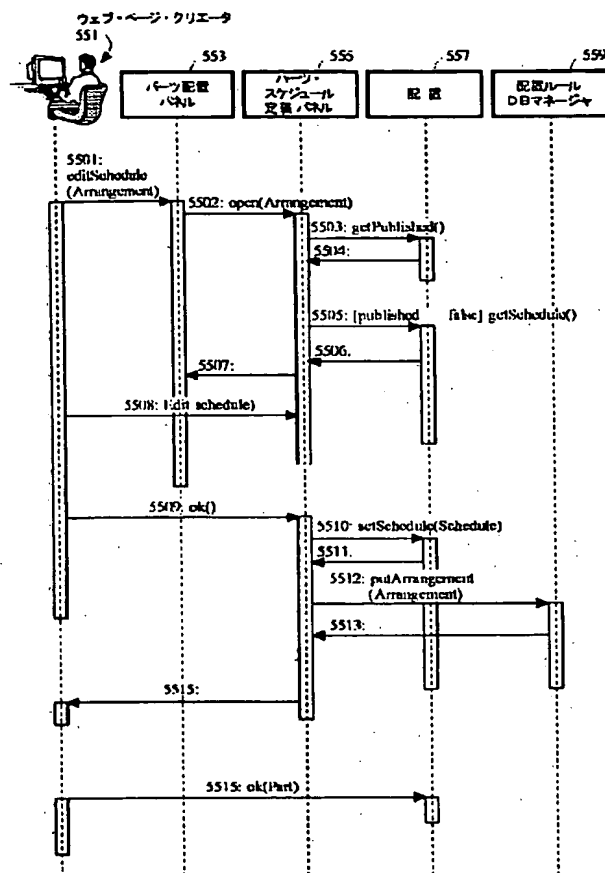 ウェブ・ページ・クリエータ
551
553
555
557
559
パーツ配置
パネル
パーツ・
スケジュール
定義パネル
配置
配置ルール
DBマネージャ
5501:
editSchedule
(Arrangement)
5502: open(Arrangement)
5503: getPublished()
5504:
5505: [published false] getSchedule()
5506.
5507:
5508: Edit schedule)
5509: ok()
5510: setSchedule(Schedule)
5511.
5512: putArrangement
(Arrangement)
5513:
5515:
5515: ok(Part)